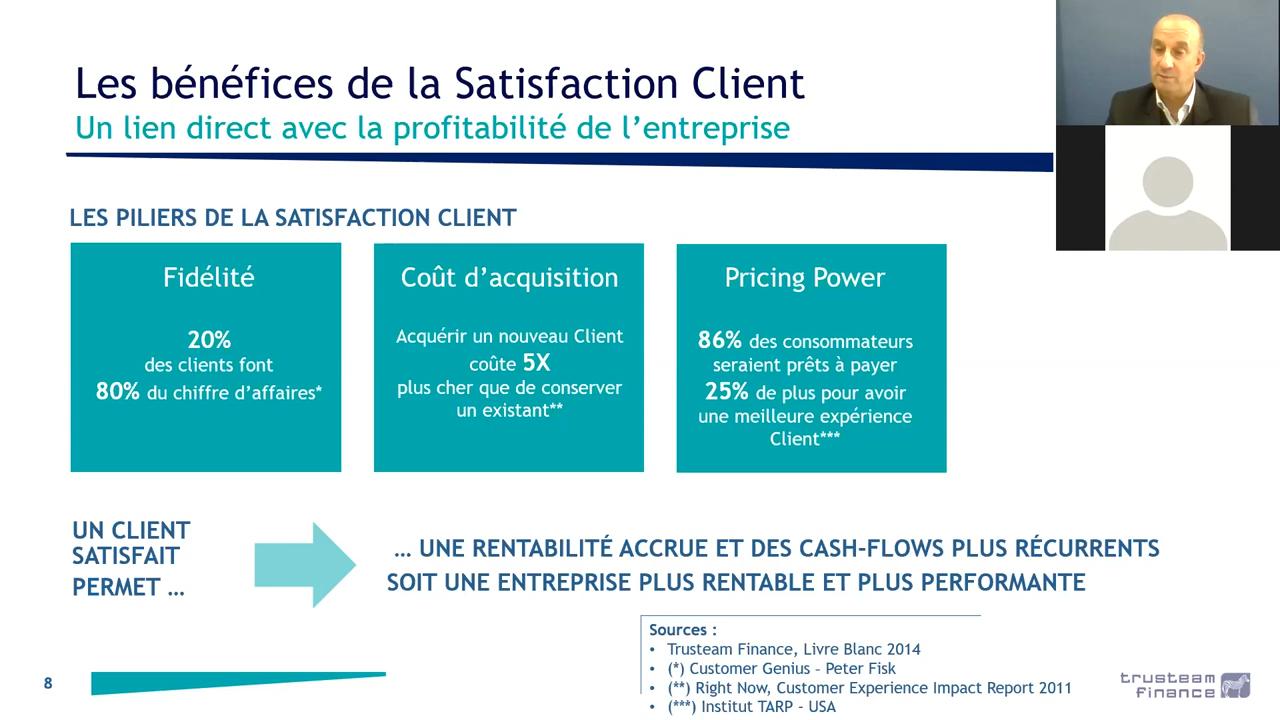 Les bénéfices de la Satisfaction Client
Un lien direct avec la profitabilité de l'entreprise
LES PILIERS DE LA SATISFACTION CLIENT
Fidélité
20%
des clients font
80% du chiffre d'affaires*
Coût d'acquisition
Acquérir un nouveau Client
coûte 5X
plus cher que de conserver
un existant**
Pricing Power
86% des consommateurs
seraient prêts à payer
25% de plus pour avoir
une meilleure expérience
Client***
UN CLIENT
SATISFAIT
PERMET ...
... UNE RENTABILITÉ ACCRUE ET DES CASH-FLOWS PLUS RÉCURRENTS
SOIT UNE ENTREPRISE PLUS RENTABLE ET PLUS PERFORMANTE
Sources :
• Trusteam Finance, Livre Blanc 2014
• (*) Customer Genius – Peter Fisk
• (**) Right Now, Customer Experience Impact Report 2011
• (***) Institut TARP - USA
8
trusteam
finance